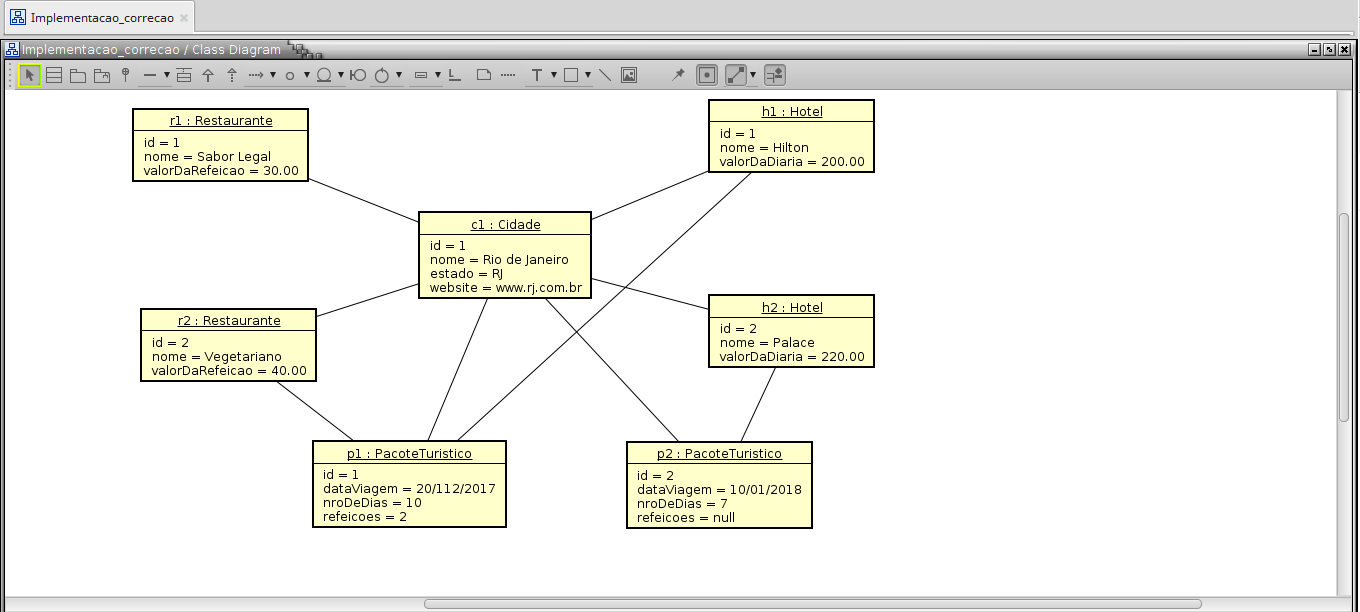 Implementacao_correcao
Implementacao_correcao / Class Diagram
T
r1 : Restaurante
id = 1
nome = Sabor Legal
valorDaRefeicao = 30.00
h1 : Hotel
id = 1
nome = Hilton
valorDaDiaria = 200.00
c1 : Cidade
id = 1
nome = Rio de Janeiro
estado = RJ
website = www.rj.com.br
r2 : Restaurante
id = 2
nome = Vegetariano
valorDaRefeicao = 40.00
h2 : Hotel
id = 2
nome = Palace
valorDaDiaria = 220.00
p1 : PacoteTuristico
id = 1
dataViagem = 20/112/2017
nroDeDias = 10
refeicoes = 2
p2 : PacoteTuristico
id = 2
dataViagem = 10/01/2018
nroDeDias = 7
refeicoes = null